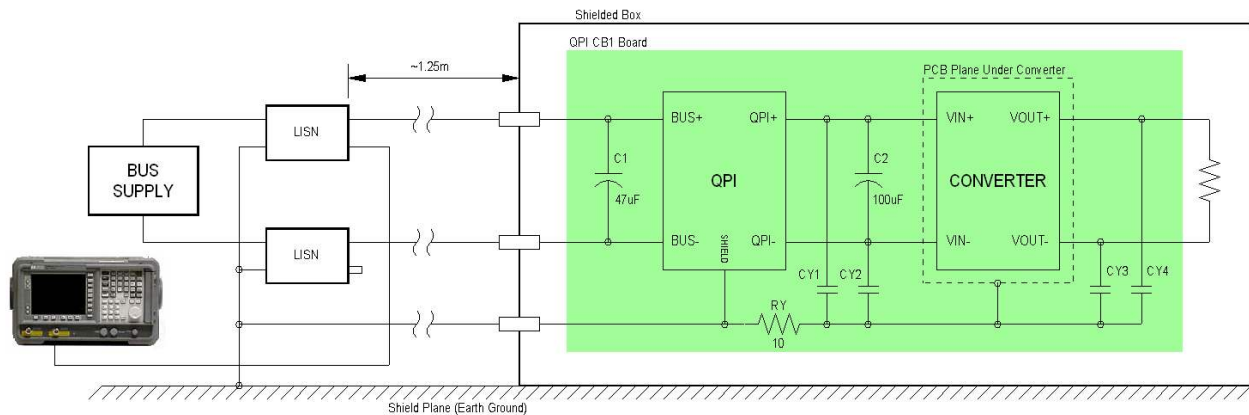 Shielded Box
QPI CB1 Board
~1.25m
PCB Plane Under Converter
LISN
BUS+
QPI+
VIN+
VOUT+
C1
C2
BUS SUPPLY
QPI
CONVERTER
47uF
100uF
LISN
BUS-
SHIELD
QPI-
VIN-
VOUT-
CY1
CY2
CY3
CY4
RY
10
Shield Plane (Earth Ground)